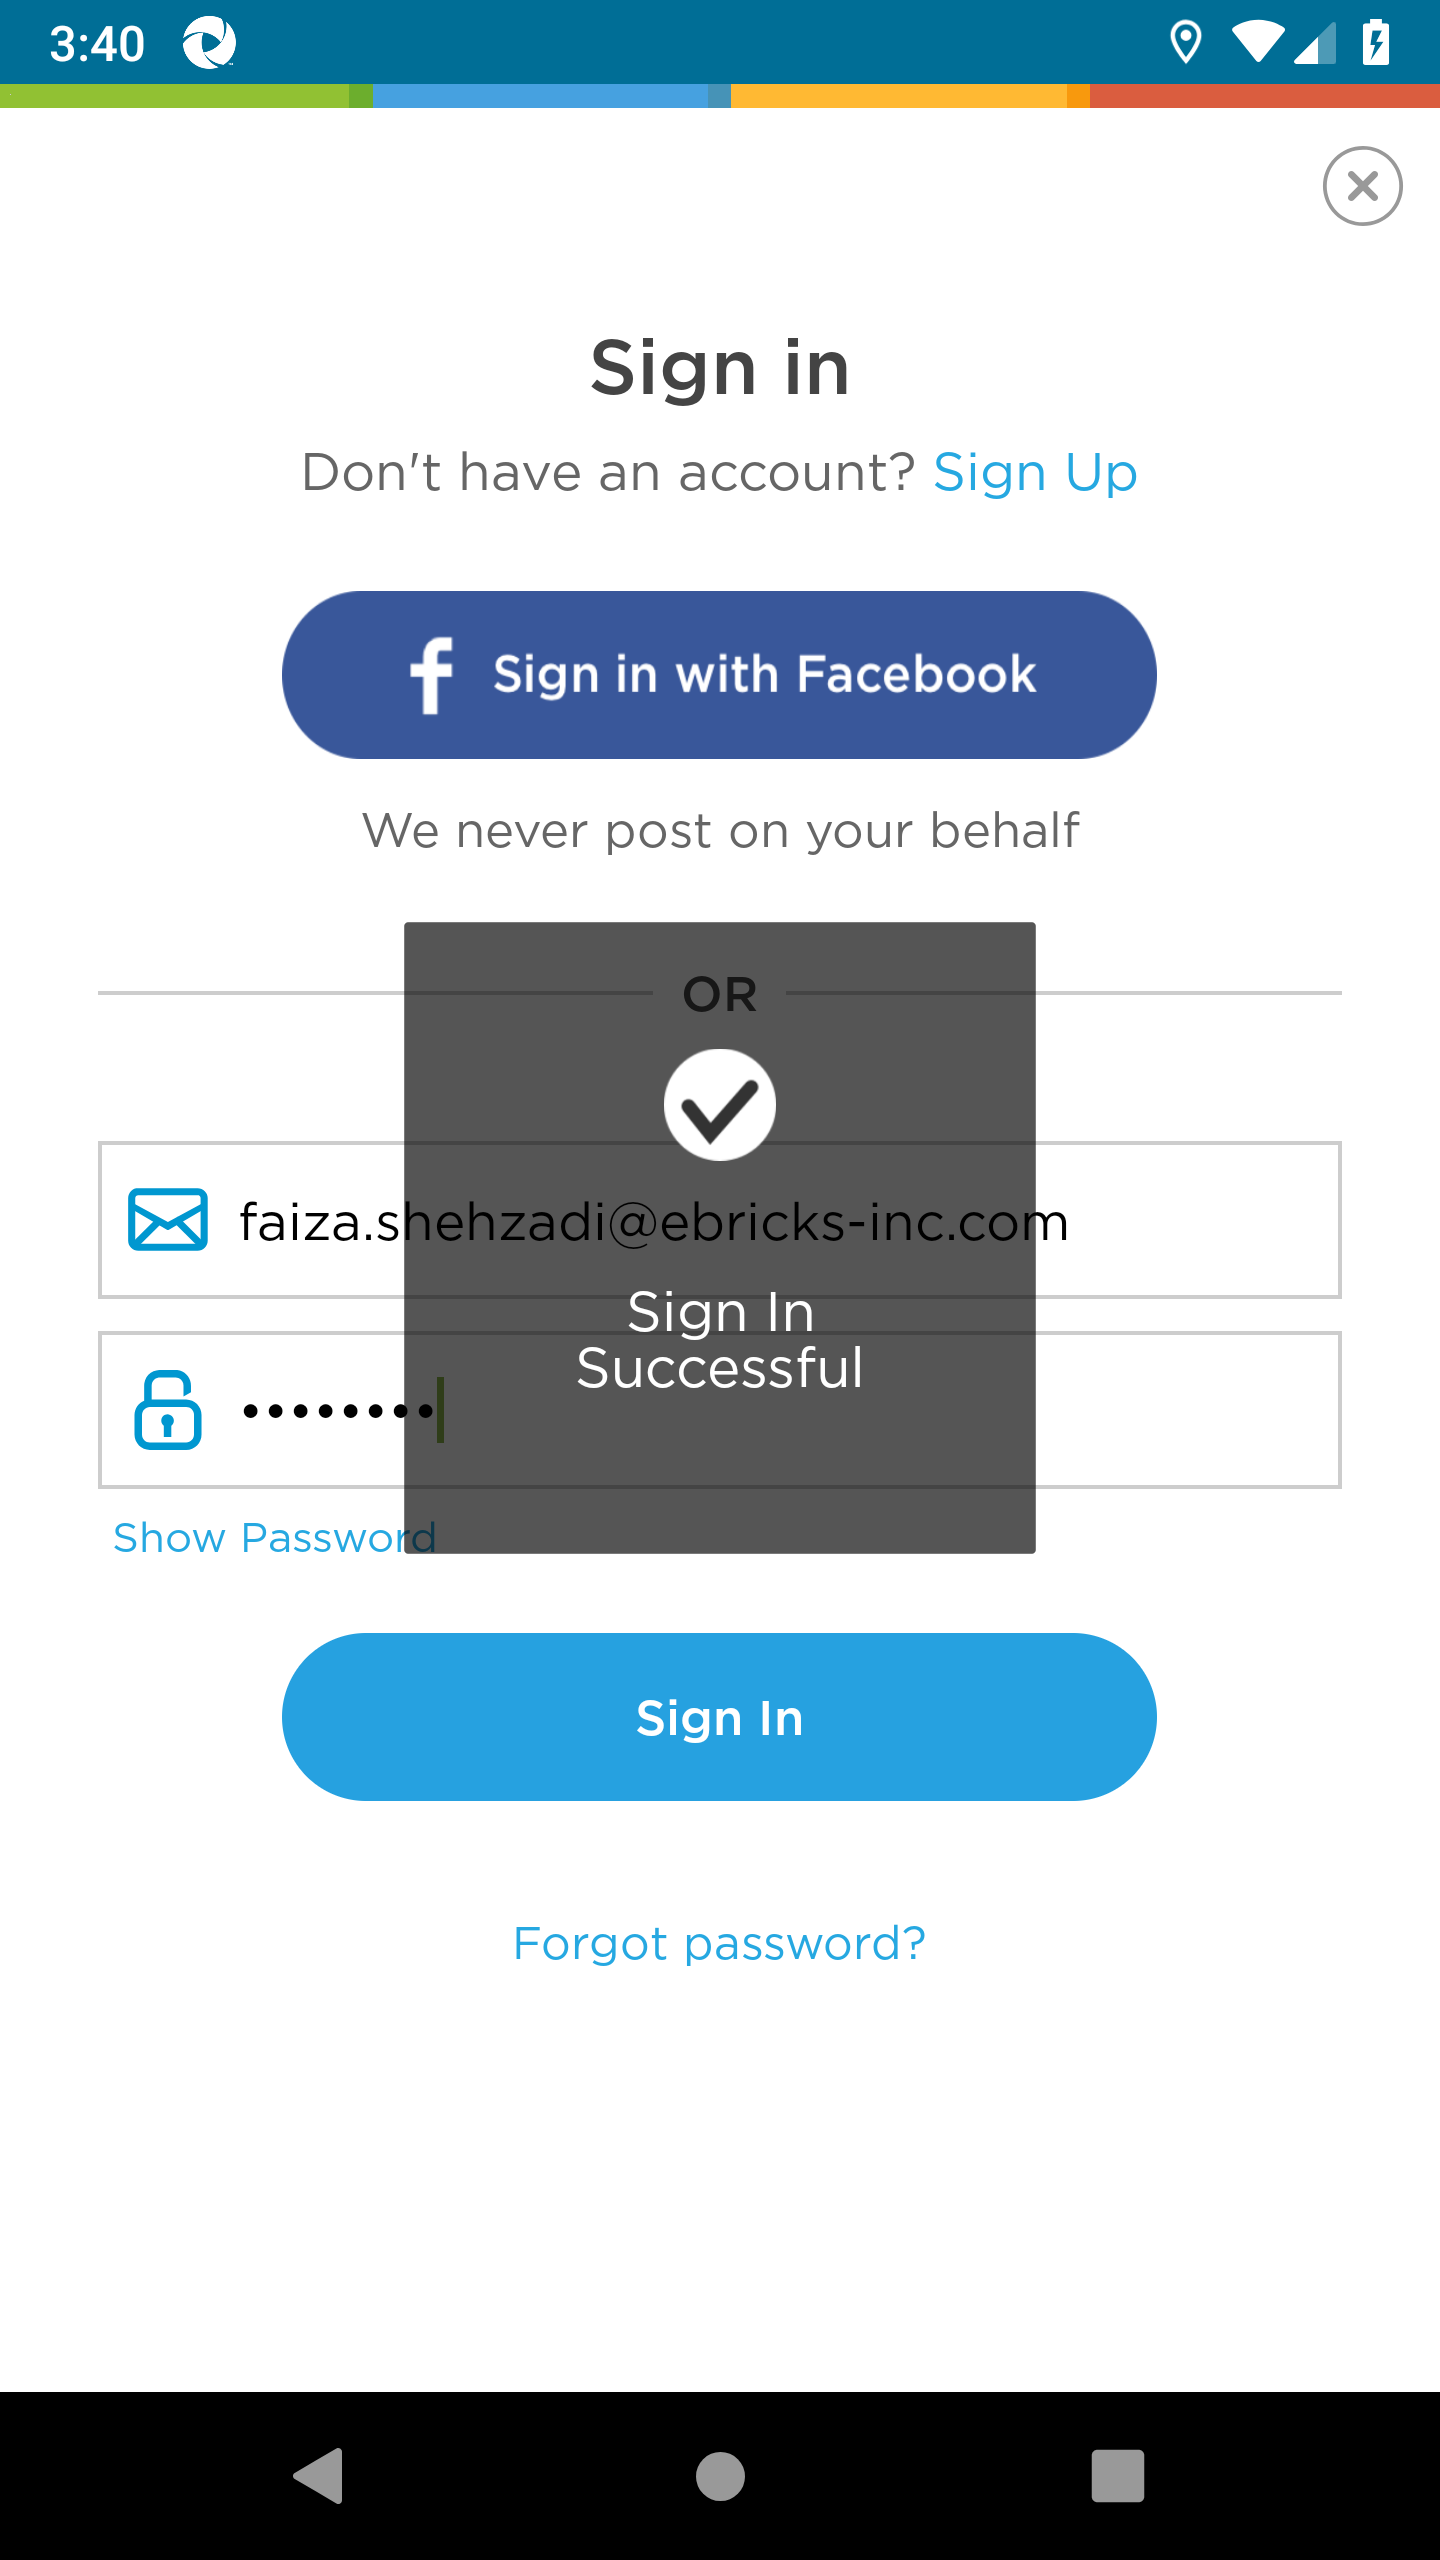 3:40
Sign in
Don't have an account? Sign Up
f Sign in with Facebook
We never post on your behalf
OR
faiza.shehzadi@ebricks-inc.com
Sign In
Successful
••••••••
Show Password
Sign In
Forgot password?